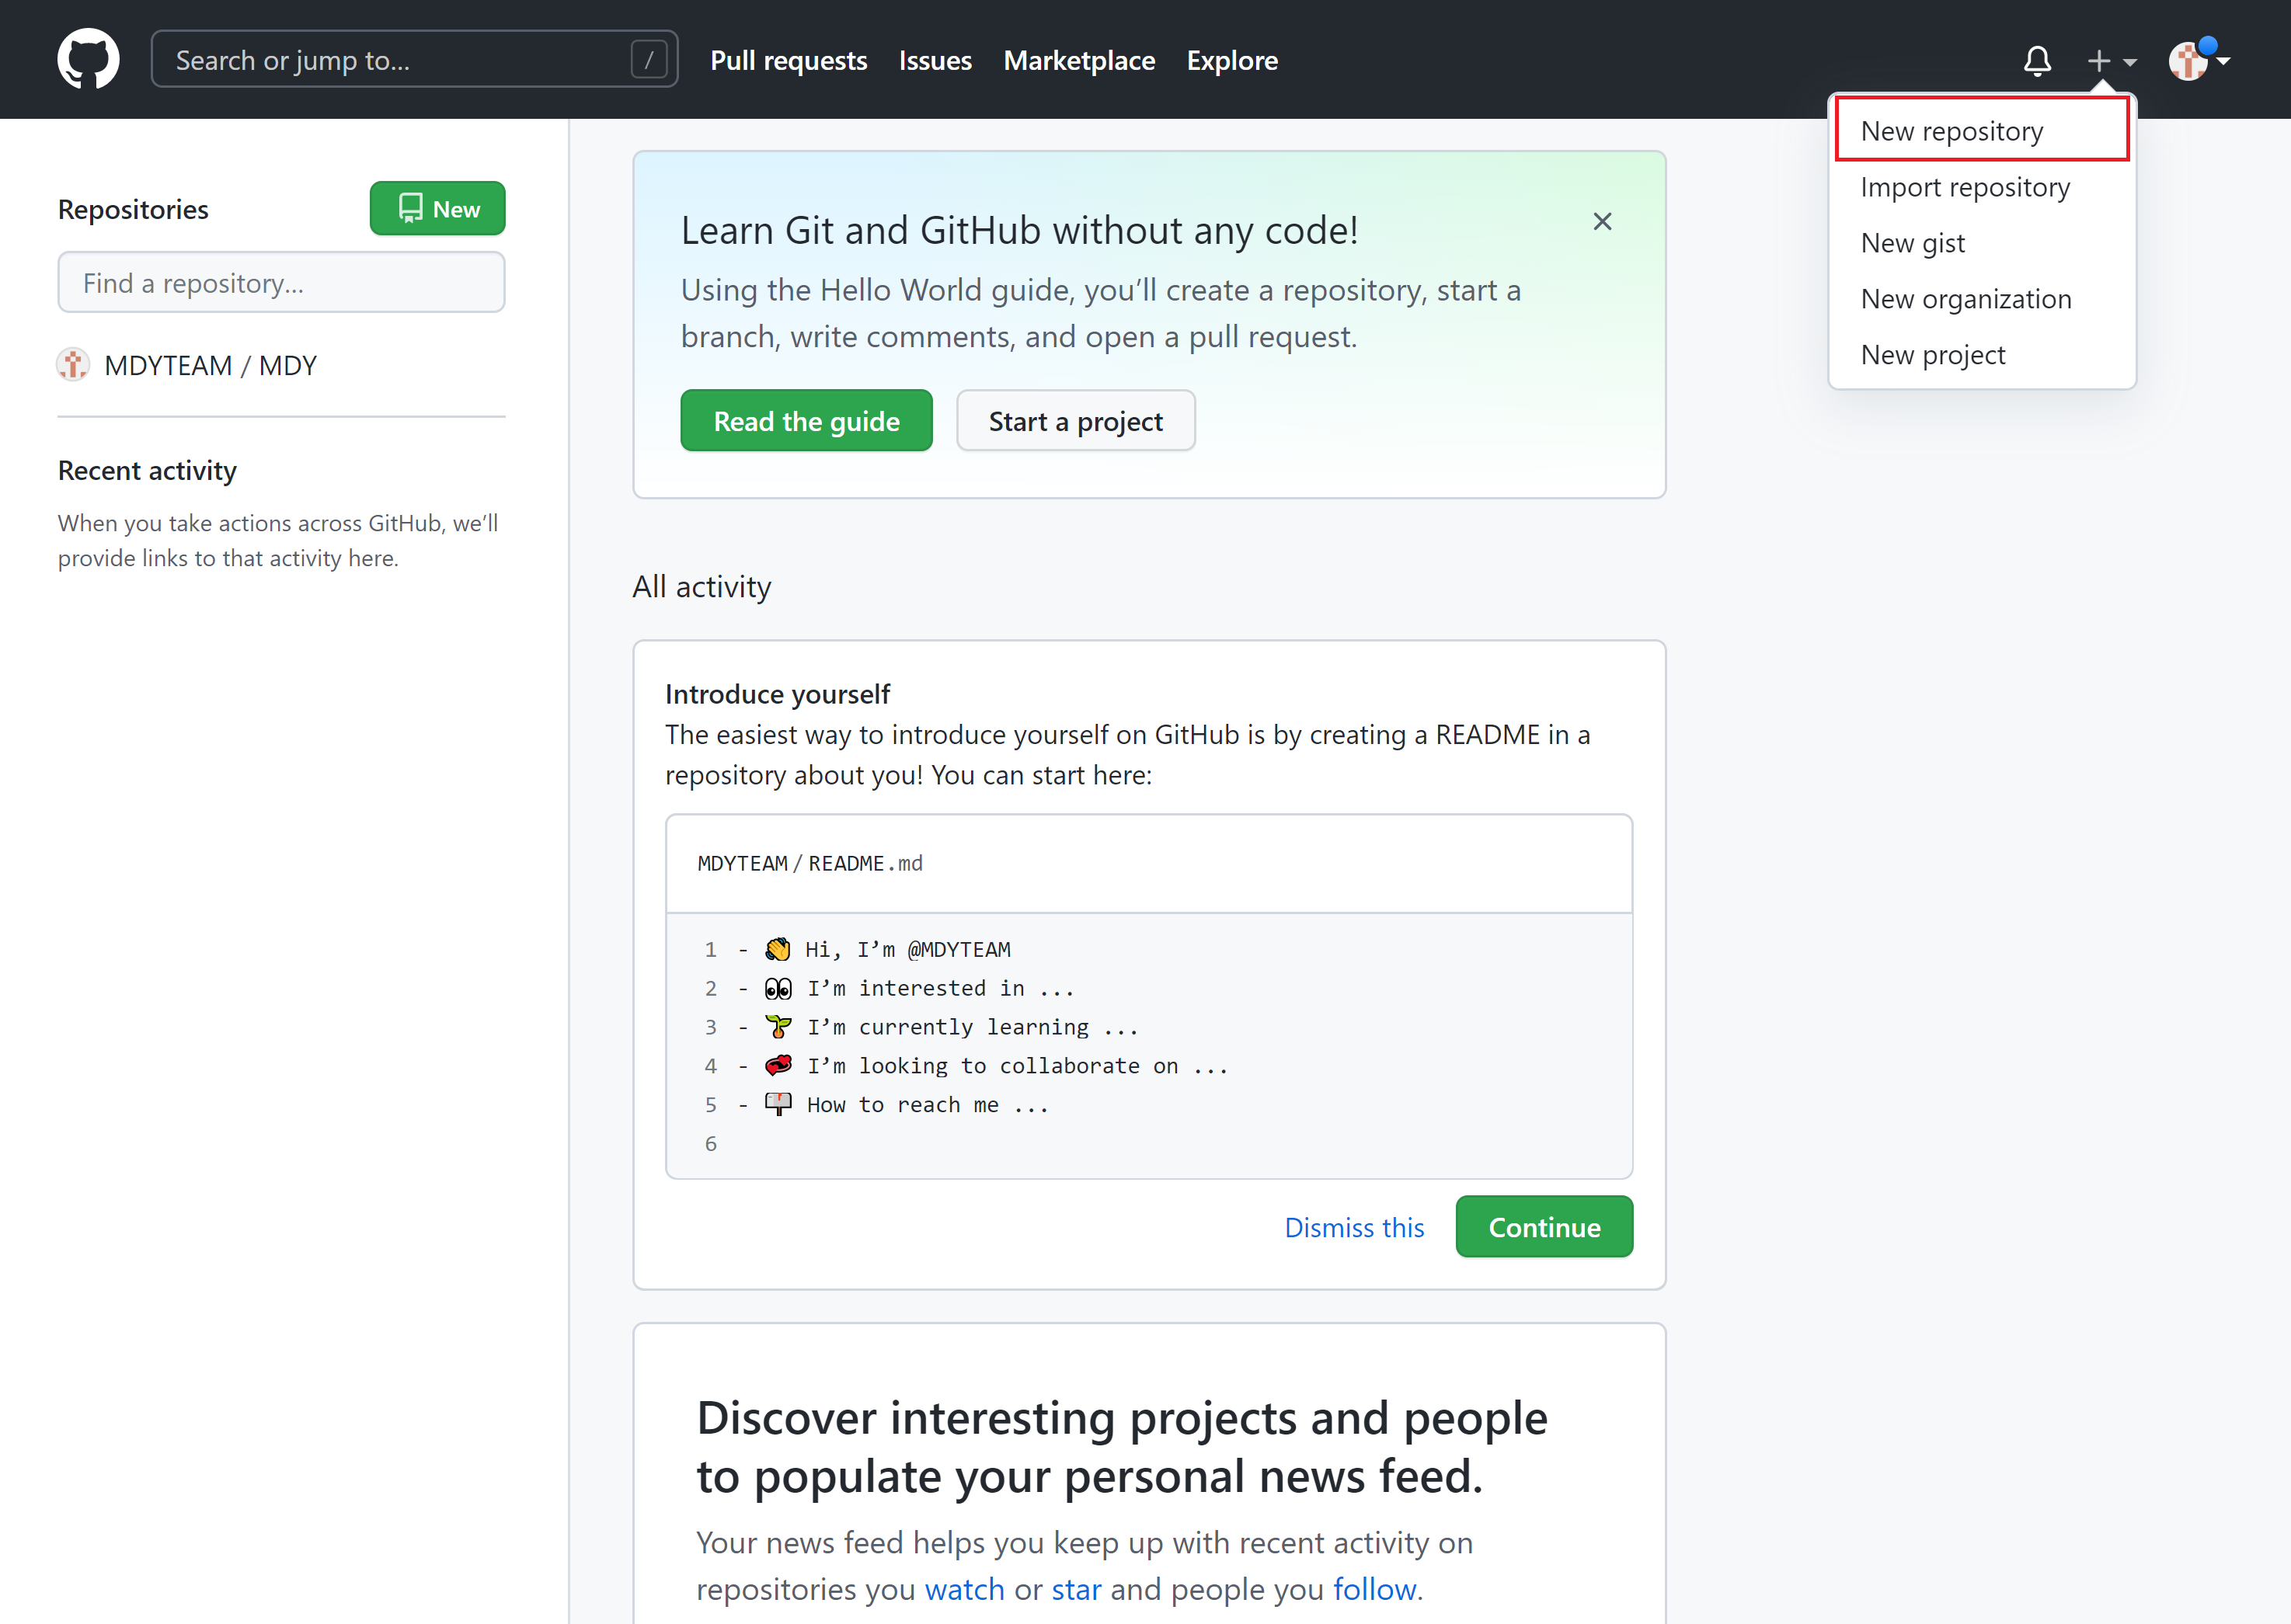 Search or jump to...
/
Pull requests
Issues
Marketplace
Explore
New repository
Import repository
New gist
New organization
New project
Repositories
New
Find a repository...
MDYTEAM / MDY
Recent activity
When you take actions across GitHub, we’ll
provide links to that activity here.
Learn Git and GitHub without any code!
Using the Hello World guide, you’ll create a repository, start a
branch, write comments, and open a pull request.
Read the guide
Start a project
All activity
Introduce yourself
The easiest way to introduce yourself on GitHub is by creating a README in a
repository about you! You can start here:
MDYTEAM / README.md
1 - 👋 Hi, I’m @MDYTEAM
2 - 👀 I’m interested in ...
3 - 🌱 I’m currently learning ...
4 - 💞️ I’m looking to collaborate on ...
5 - 📫 How to reach me ...
6
Dismiss this
Continue
Discover interesting projects and people
to populate your personal news feed.
Your news feed helps you keep up with recent activity on
repositories you watch or star and people you follow.